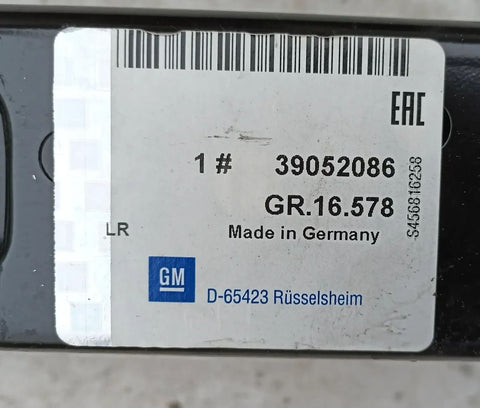 EAC
1 # 39052086
GR.16.578
LR
Made in Germany
S456816258
GM
D-65423 Rüsselsheim